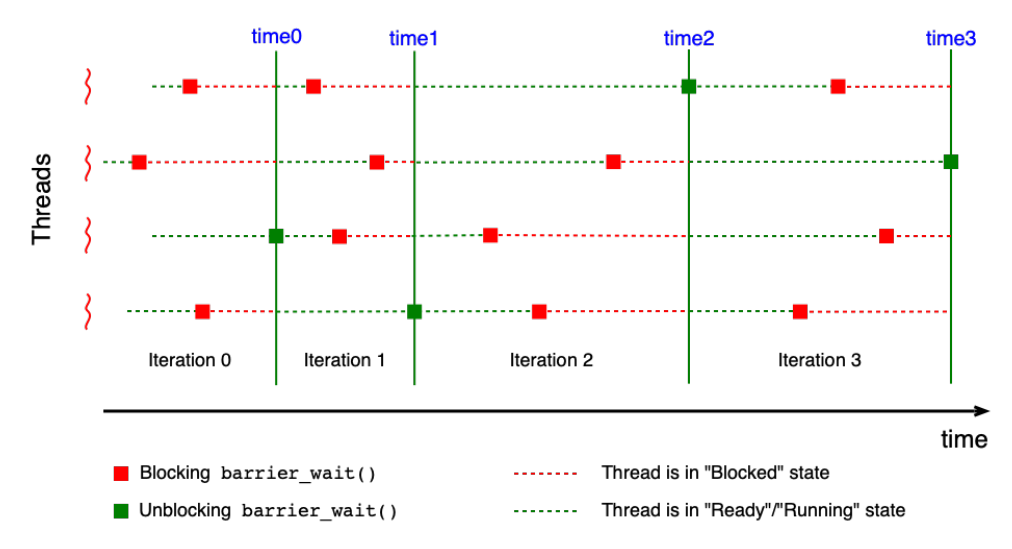 time0 time1 time2 time3
Threads
Iteration 0 Iteration 1 Iteration 2 Iteration 3
time
Blocking barrier_wait() Thread is in "Blocked" state
Unblocking barrier_wait() Thread is in "Ready"/"Running" state